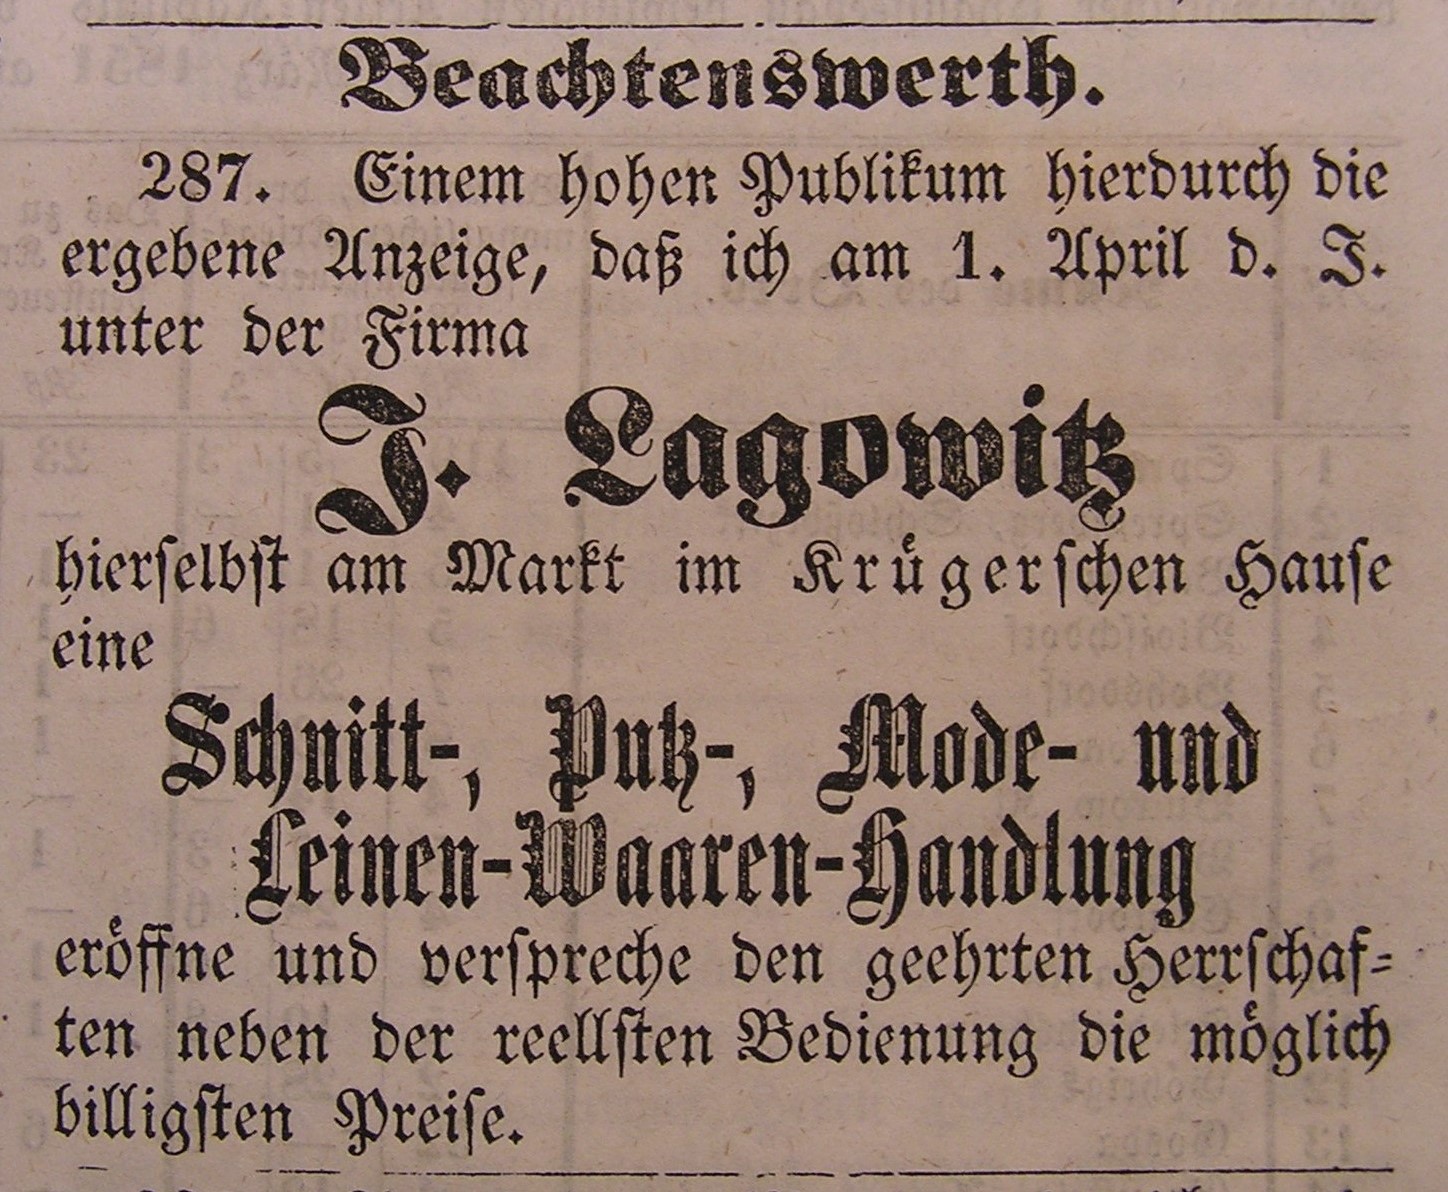 Beachtenswerth.
287. Einem hohen Publikum hierdurch die
ergebene Anzeige, daß ich am 1. April d. J.
unter der Firma
J. Lagowitz
hierſelbſt am Markt im Krügerſchen Hauſe
eine
Schnitt-, Putz-, Mode- und
Leinen-Waaren-Handlung
eröffne und verſpreche den geehrten Herrſchaf-
ten neben der reellſten Bedienung die möglich
billigſten Preiſe.